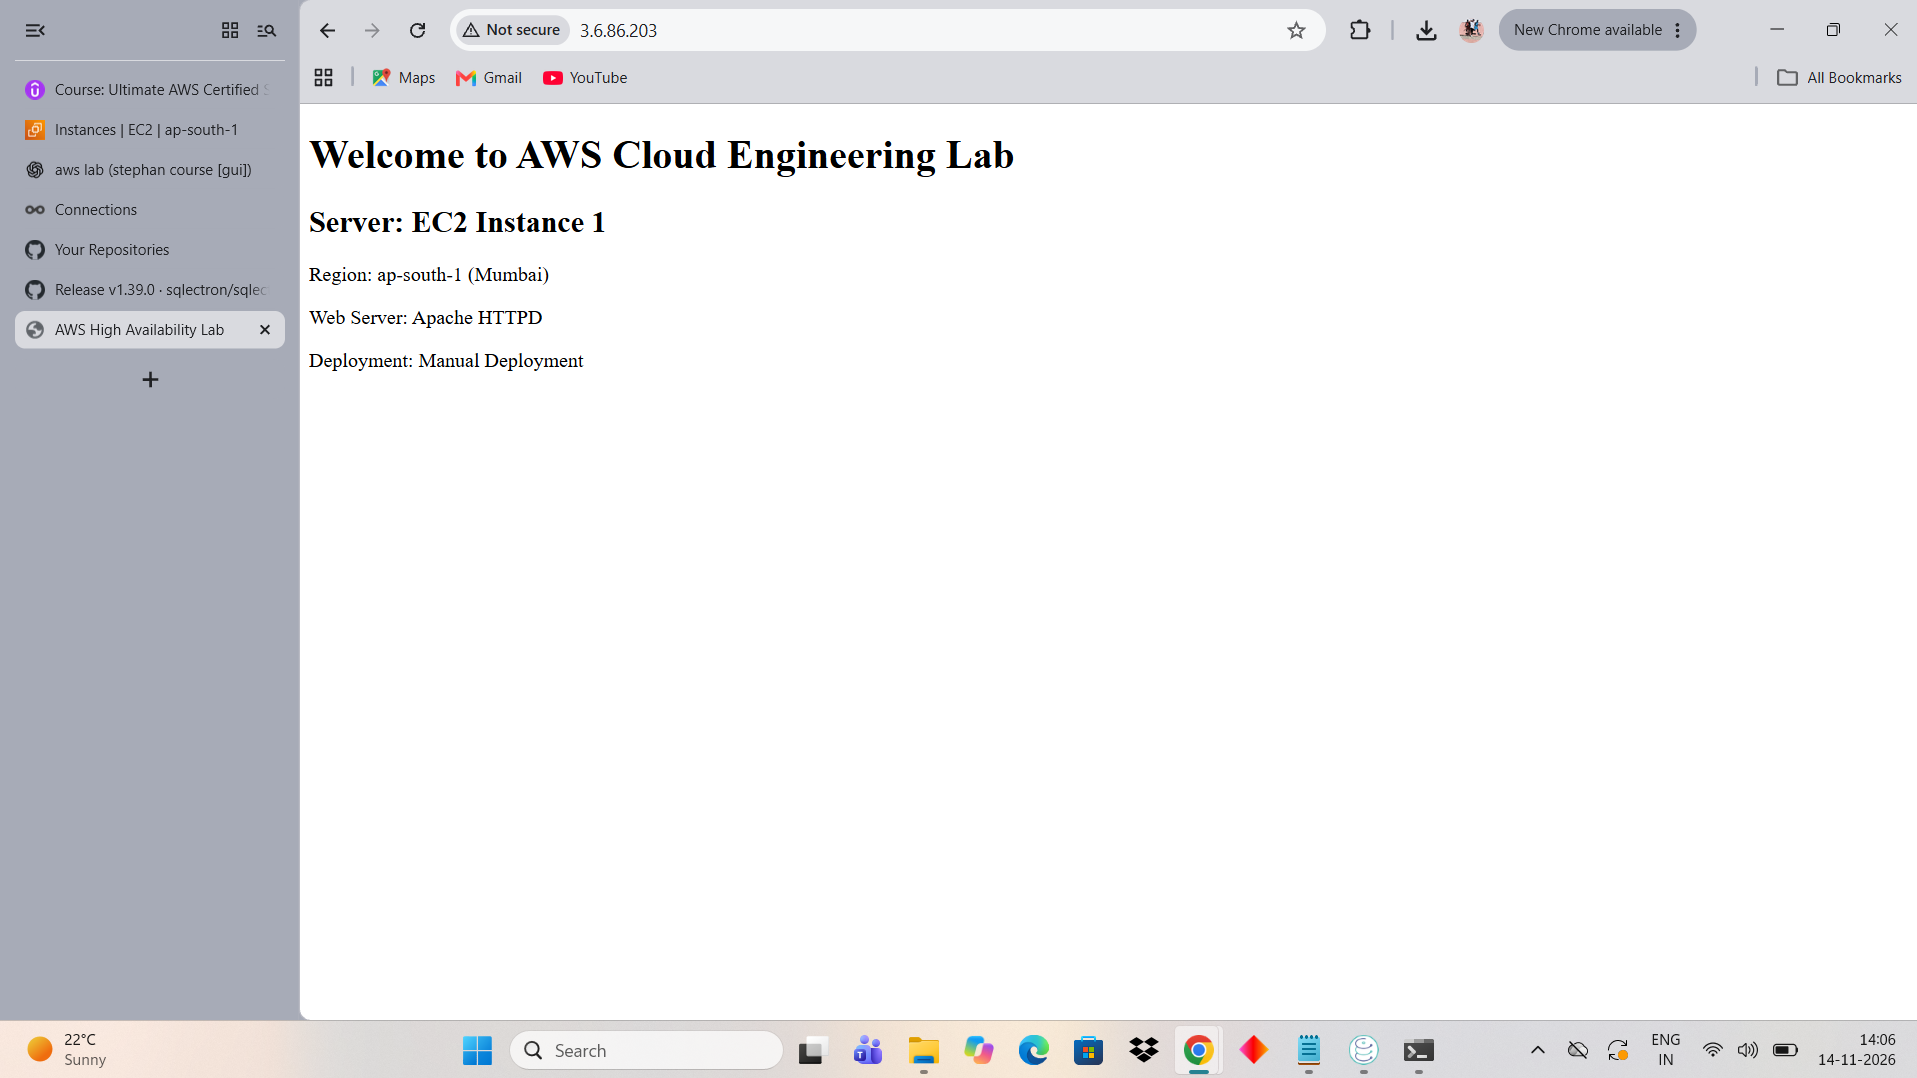 Course: Ultimate AWS Certified
Instances | EC2 | ap-south-1
aws lab (stephan course [gui])
Connections
Your Repositories
Release v1.39.0 · sqlectron/sqlec
AWS High Availability Lab
Not secure
3.6.86.203
New Chrome available
Maps
Gmail
YouTube
All Bookmarks
Welcome to AWS Cloud Engineering Lab
Server: EC2 Instance 1
Region: ap-south-1 (Mumbai)
Web Server: Apache HTTPD
Deployment: Manual Deployment
22°C
Sunny
Search
ENG
IN
14:06
14-11-2026